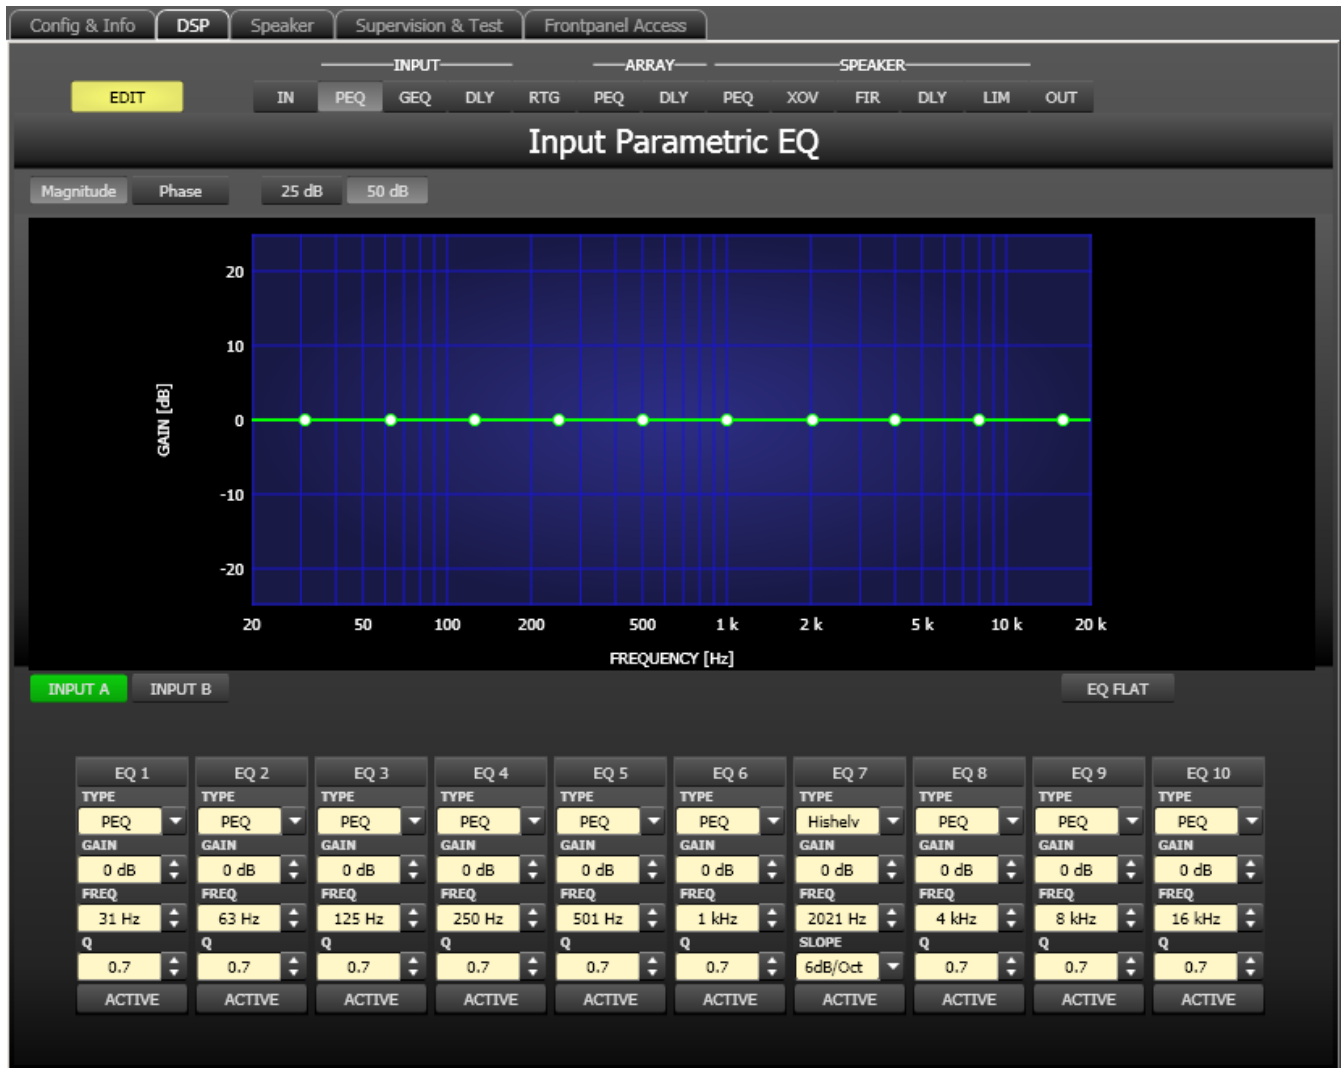 Config & Info DSP Speaker Supervision & Test Frontpanel Access
INPUT ARRAY SPEAKER
EDIT IN PEQ GEQ DLY RTG PEQ DLY PEQ XOV FIR DLY LIM OUT
Input Parametric EQ
Magnitude Phase 25 dB 50 dB
20
10
GAIN [dB]
0
-10
-20
20 50 100 200 500 1 k 2 k 5 k 10 k 20 k
FREQUENCY [Hz]
INPUT A INPUT B EQ FLAT
EQ 1 EQ 2 EQ 3 EQ 4 EQ 5 EQ 6 EQ 7 EQ 8 EQ 9 EQ 10
TYPE TYPE TYPE TYPE TYPE TYPE TYPE TYPE TYPE TYPE
PEQ PEQ PEQ PEQ PEQ PEQ Hishelv PEQ PEQ PEQ
GAIN GAIN GAIN GAIN GAIN GAIN GAIN GAIN GAIN GAIN
0 dB 0 dB 0 dB 0 dB 0 dB 0 dB 0 dB 0 dB 0 dB 0 dB
FREQ FREQ FREQ FREQ FREQ FREQ FREQ FREQ FREQ FREQ
31 Hz 63 Hz 125 Hz 250 Hz 501 Hz 1 kHz 2021 Hz 4 kHz 8 kHz 16 kHz
Q Q Q Q Q Q SLOPE Q Q Q
0.7 0.7 0.7 0.7 0.7 0.7 6dB/Oct 0.7 0.7 0.7
ACTIVE ACTIVE ACTIVE ACTIVE ACTIVE ACTIVE ACTIVE ACTIVE ACTIVE ACTIVE